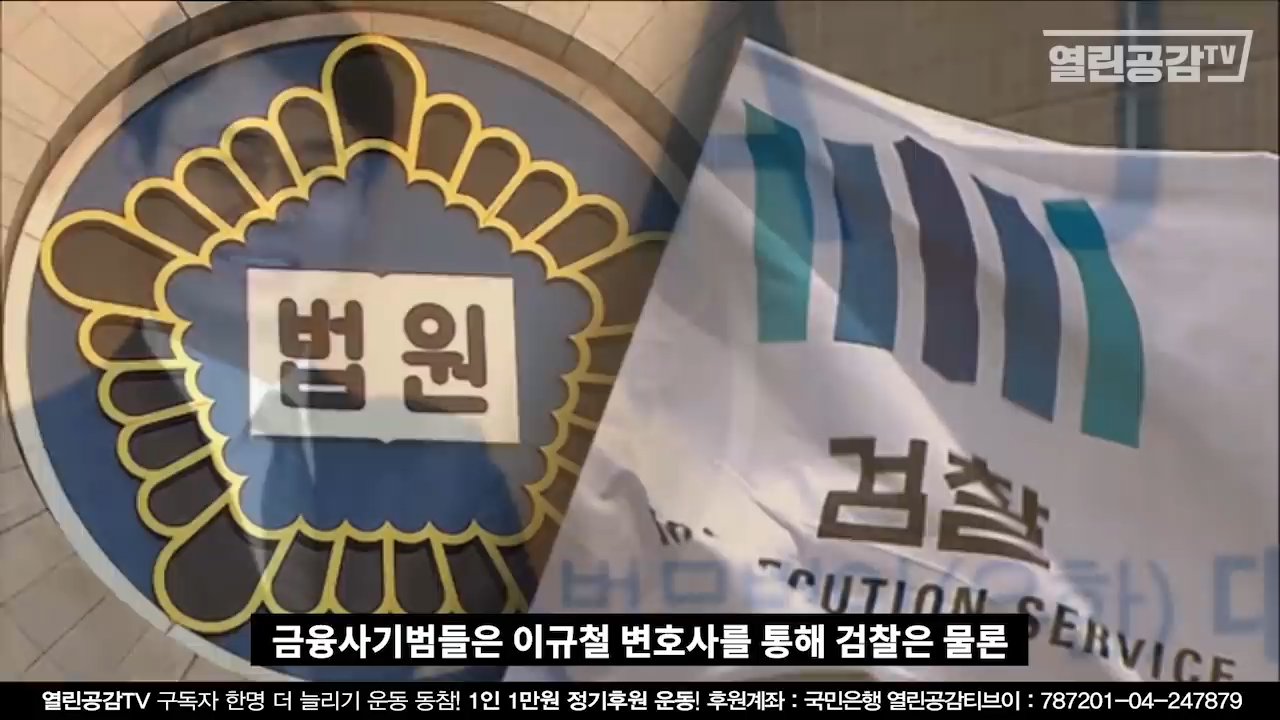 열린공감TV
법원
검찰
SERVICE
금융사기범들은 이규철 변호사를 통해 검찰은 물론
열린공감TV 구독자 한명 더 늘리기 운동 동참! 1인 1만원 정기후원 운동! 후원계좌 : 국민은행 열린공감티브이 : 787201-04-247879